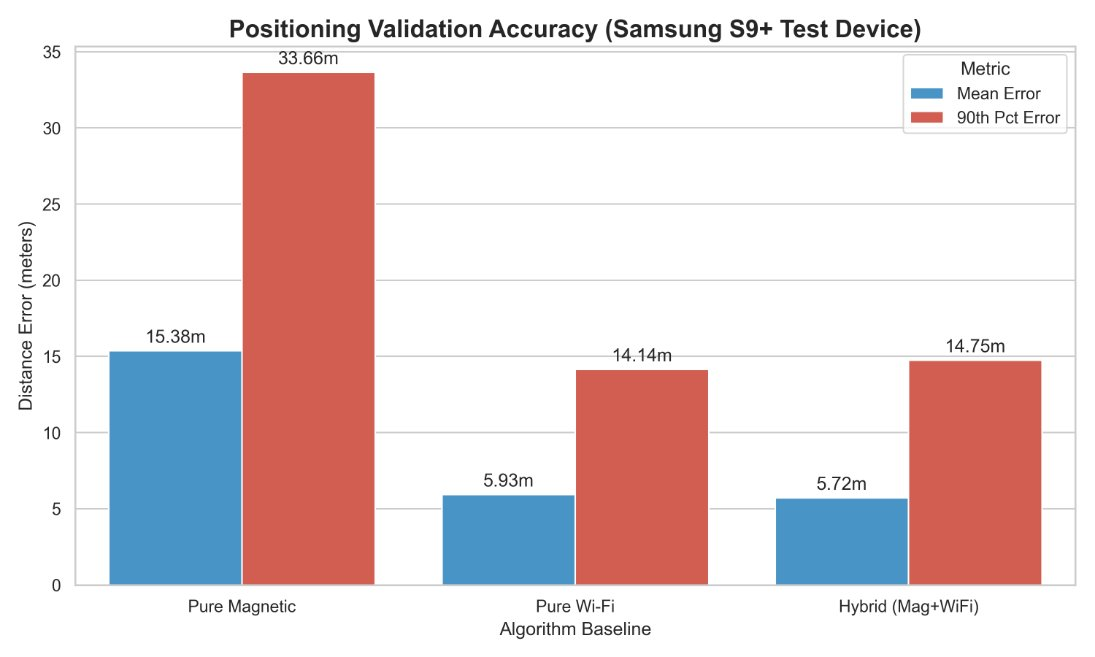 Positioning Validation Accuracy (Samsung S9+ Test Device)
Metric
Mean Error
90th Pct Error
Distance Error (meters)
35
30
25
20
15
10
5
0
15.38m
33.66m
5.93m
14.14m
5.72m
14.75m
Pure Magnetic
Pure Wi-Fi
Hybrid (Mag+WiFi)
Algorithm Baseline